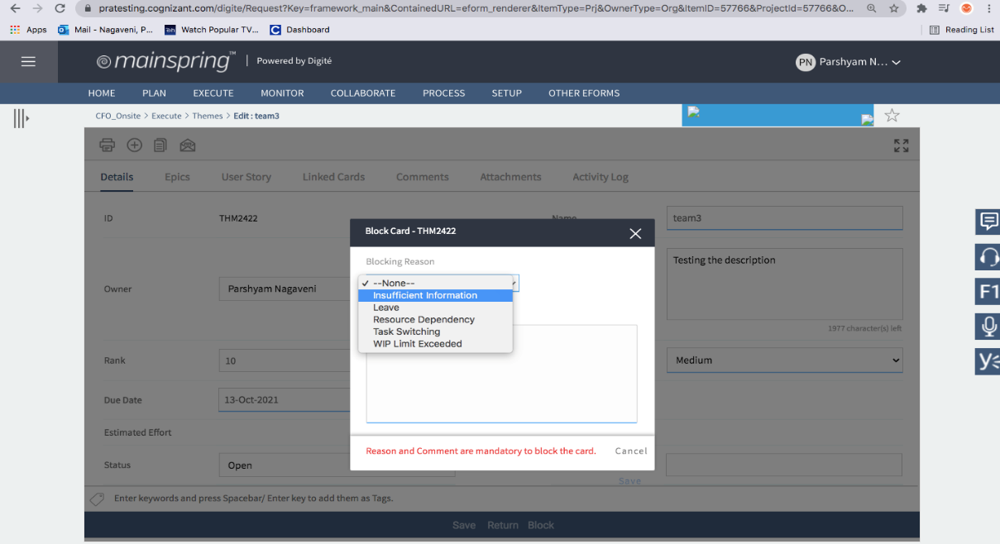 pratesting.cognizant.com/digite/Request?Key=framework_main&ContainedURL=eform_renderer&ItemType=Prj&OwnerType=Org&ItemID=57766&ProjectId=57766&O...
Apps Mail - Nagaveni, P... Watch Popular TV... Dashboard Reading List
mainspring™ | Powered by Digité PN Parshyam N...
HOME PLAN EXECUTE MONITOR COLLABORATE PROCESS SETUP OTHER EFORMS
CFO_Onsite > Execute > Themes > Edit : team3
Details Epics User Story Linked Cards Comments Attachments Activity Log
ID THM2422 Name team3
Block Card - THM2422
Blocking Reason
Testing the description
✓ --None--
Owner Parshyam Nagaveni
Insufficient Information
Leave
Resource Dependency
Task Switching
WIP Limit Exceeded
1977 character(s) left
F1
Rank 10 Medium
Due Date 13-Oct-2021
Estimated Effort
Reason and Comment are mandatory to block the card. Cancel
Status Open
Save
Enter keywords and press Spacebar/ Enter key to add them as Tags.
Save Return Block